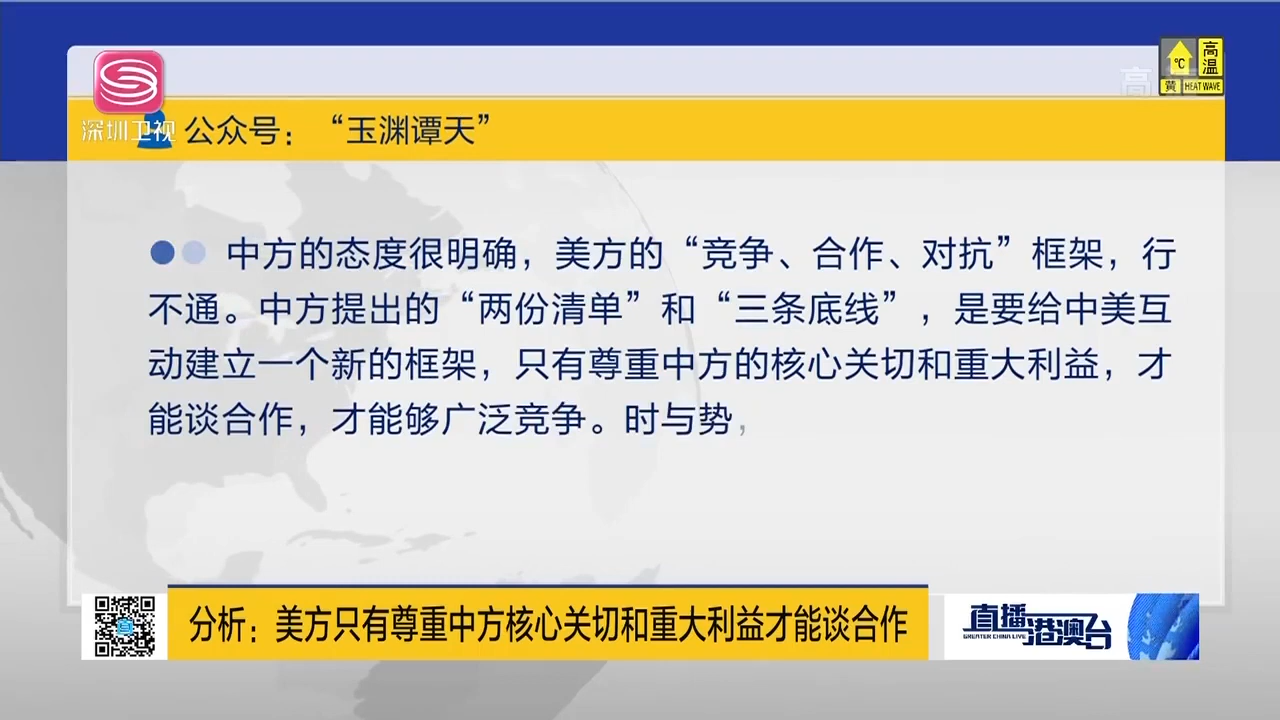 高
℃
高温
黄 HEAT WAVE
深圳卫视
公众号：“玉渊谭天”
中方的态度很明确，美方的“竞争、合作、对抗”框架，行
不通。中方提出的“两份清单”和“三条底线”，是要给中美互
动建立一个新的框架，只有尊重中方的核心关切和重大利益，才
能谈合作，才能够广泛竞争。时与势，
分析：美方只有尊重中方核心关切和重大利益才能谈合作
直播港澳台
GREATER CHINA LIVE